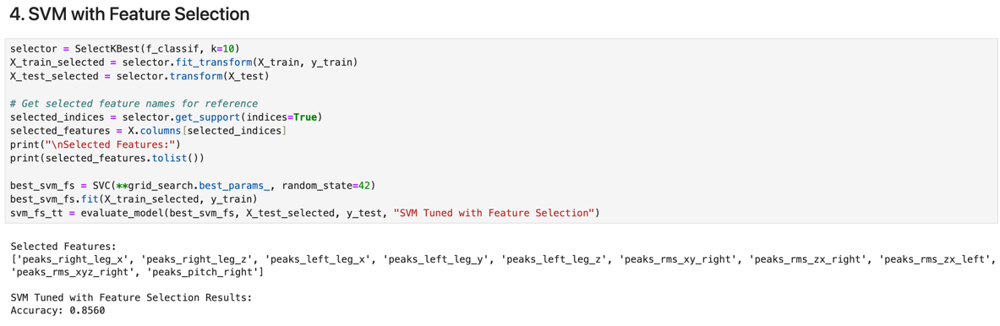 4. SVM with Feature Selection
selector = SelectKBest(f_classif, k=10)
X_train_selected = selector.fit_transform(X_train, y_train)
X_test_selected = selector.transform(X_test)
# Get selected feature names for reference
selected_indices = selector.get_support(indices=True)
selected_features = X.columns[selected_indices]
print("\nSelected Features:")
print(selected_features.tolist())
best_svm_fs = SVC(**grid_search.best_params_, random_state=42)
best_svm_fs.fit(X_train_selected, y_train)
svm_fs_tt = evaluate_model(best_svm_fs, X_test_selected, y_test, "SVM Tuned with Feature Selection")
Selected Features:
['peaks_right_leg_x', 'peaks_right_leg_z', 'peaks_left_leg_x', 'peaks_left_leg_y', 'peaks_left_leg_z', 'peaks_rms_xy_right', 'peaks_rms_zx_right', 'peaks_rms_zx_left',
'peaks_rms_xyz_right', 'peaks_pitch_right']
SVM Tuned with Feature Selection Results:
Accuracy: 0.8560